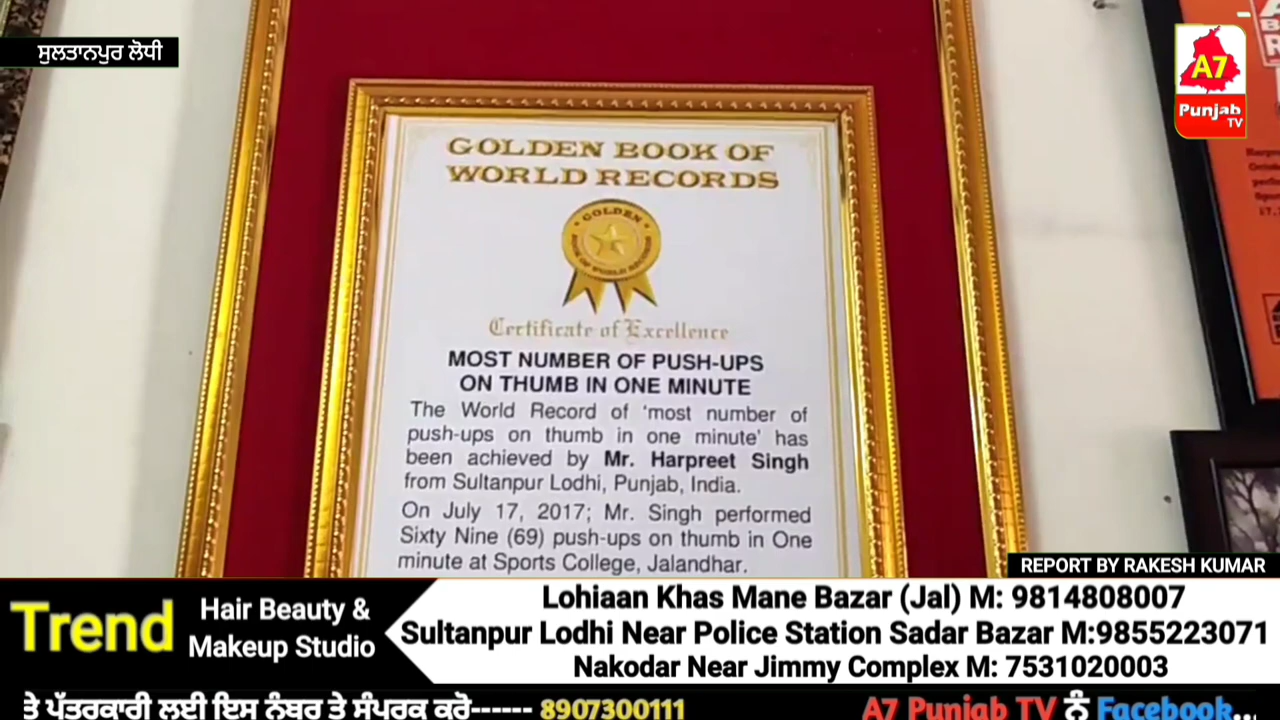 ਸੁਲਤਾਨਪੁਰ ਲੋਧੀ
A7
Punjab
TV
GOLDEN BOOK OF
WORLD RECORDS
GOLDEN
BOOK OF WORLD RECORDS
Certificate of Excellence
MOST NUMBER OF PUSH-UPS
ON THUMB IN ONE MINUTE
The World Record of 'most number of
push-ups on thumb in one minute' has
been achieved by Mr. Harpreet Singh
from Sultanpur Lodhi, Punjab, India.
On July 17, 2017; Mr. Singh performed
Sixty Nine (69) push-ups on thumb in One
minute at Sports College, Jalandhar.
REPORT BY RAKESH KUMAR
Trend
Hair Beauty &
Makeup Studio
Lohiaan Khas Mane Bazar (Jal) M: 9814808007
Sultanpur Lodhi Near Police Station Sadar Bazar M:9855223071
Nakodar Near Jimmy Complex M: 7531020003
ਤੇ ਪੱਤਰਕਾਰੀ ਲਈ ਇਸ ਨੰਬਰ ਤੇ ਸੰਪਰਕ ਕਰੋ------ 8907300111
A7 Punjab TV ਨੂੰ Facebook...